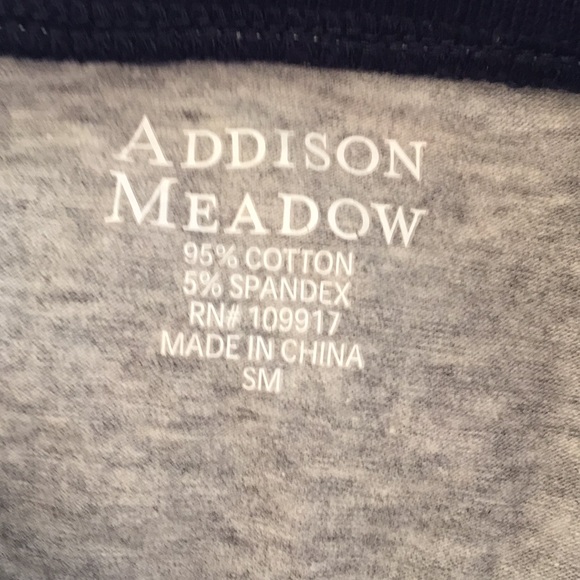 ADDISON
MEADOW
95% COTTON
5% SPANDEX
RN# 109917
MADE IN CHINA
SM